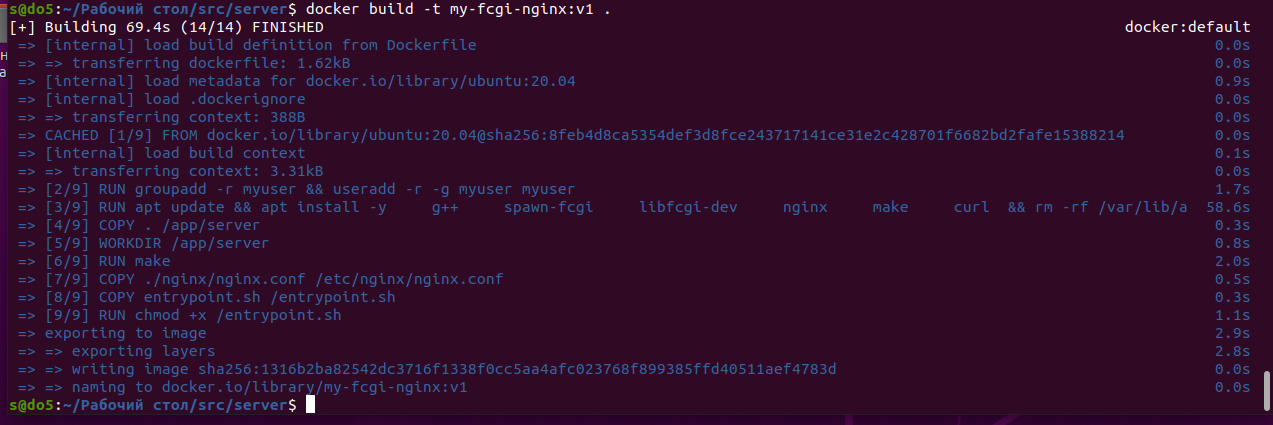 s@do5:~/Рабочий стол/src/server$ docker build -t my-fcgi-nginx:v1 .
[+] Building 69.4s (14/14) FINISHED docker:default
=> [internal] load build definition from Dockerfile 0.0s
=> => transferring dockerfile: 1.62kB 0.0s
=> [internal] load metadata for docker.io/library/ubuntu:20.04 0.9s
=> [internal] load .dockerignore 0.0s
=> => transferring context: 388B 0.0s
=> CACHED [1/9] FROM docker.io/library/ubuntu:20.04@sha256:8feb4d8ca5354def3d8fce243717141ce31e2c428701f6682bd2fafe15388214 0.0s
=> [internal] load build context 0.1s
=> => transferring context: 3.31kB 0.0s
=> [2/9] RUN groupadd -r myuser && useradd -r -g myuser myuser 1.7s
=> [3/9] RUN apt update && apt install -y g++ spawn-fcgi libfcgi-dev nginx make curl && rm -rf /var/lib/a 58.6s
=> [4/9] COPY . /app/server 0.3s
=> [5/9] WORKDIR /app/server 0.8s
=> [6/9] RUN make 2.0s
=> [7/9] COPY ./nginx/nginx.conf /etc/nginx/nginx.conf 0.5s
=> [8/9] COPY entrypoint.sh /entrypoint.sh 0.3s
=> [9/9] RUN chmod +x /entrypoint.sh 1.1s
=> exporting to image 2.9s
=> => exporting layers 2.8s
=> => writing image sha256:1316b2ba82542dc3716f1338f0cc5aa4afc023768f899385ffd40511aef4783d 0.0s
=> => naming to docker.io/library/my-fcgi-nginx:v1 0.0s
s@do5:~/Рабочий стол/src/server$